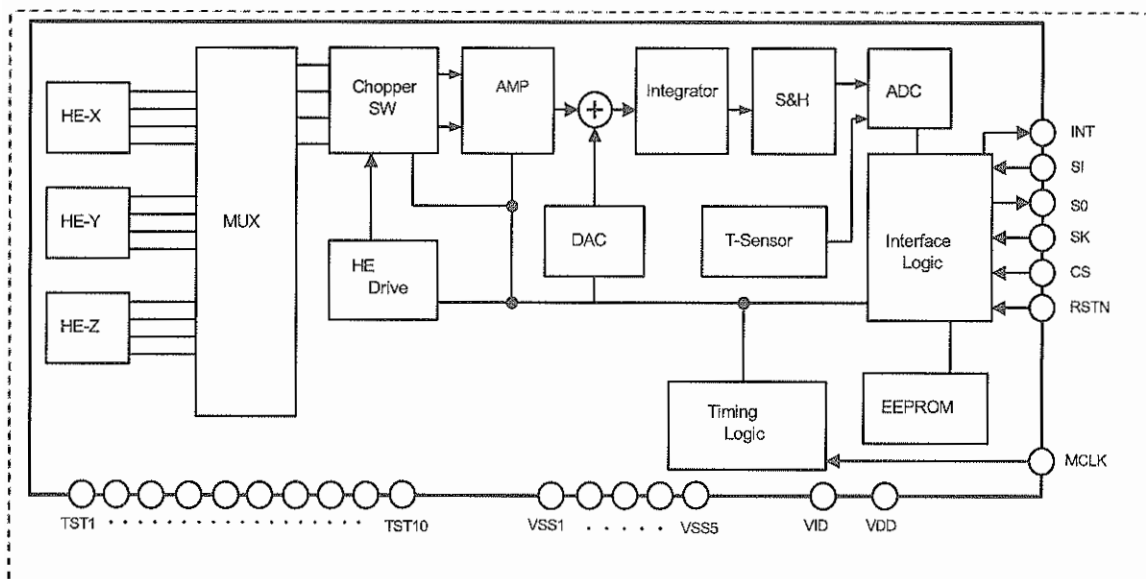 HE-X
HE-Y
HE-Z
MUX
Chopper
SW
AMP
Integrator
S&H
ADC
HE
Drive
DAC
T-Sensor
Interface
Logic
Timing
Logic
EEPROM
INT
SI
S0
SK
CS
RSTN
MCLK
TST1 . . . . . . . . . . . . . . . . . . . TST10
VSS1 . . . . . VSS5
VID
VDD